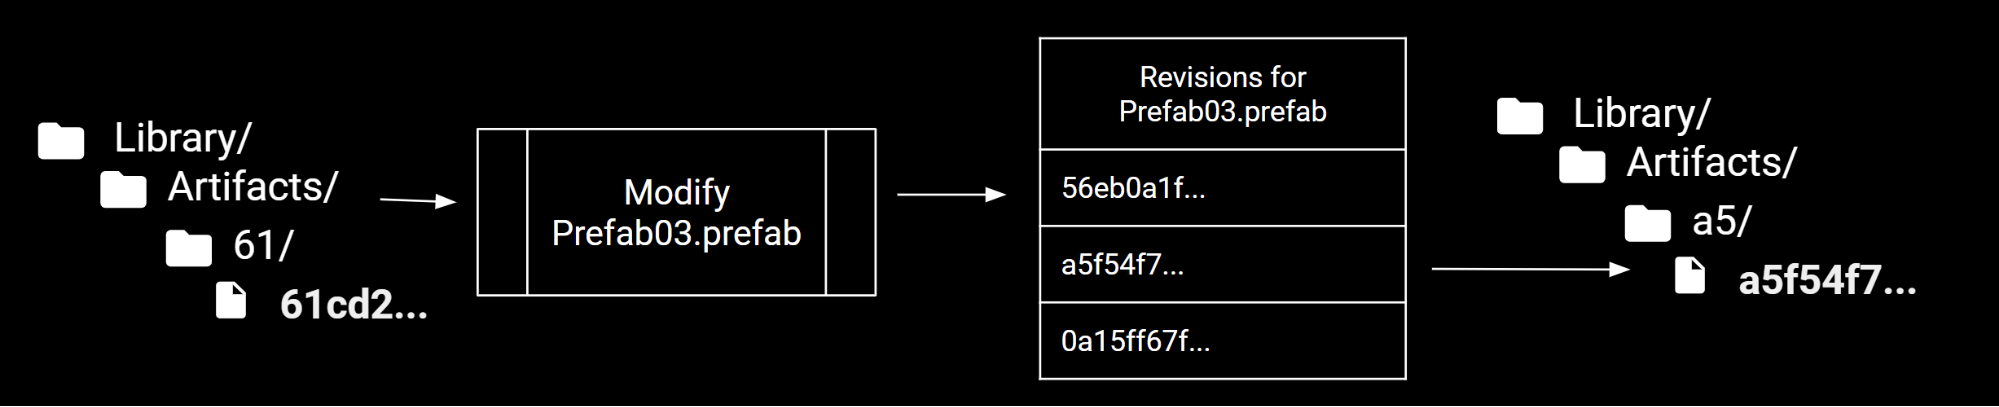 Library/
Artifacts/
61/
61cd2...
Modify
Prefab03.prefab
Revisions for
Prefab03.prefab
56eb0a1f...
a5f54f7...
0a15ff67f...
Library/
Artifacts/
a5/
a5f54f7...